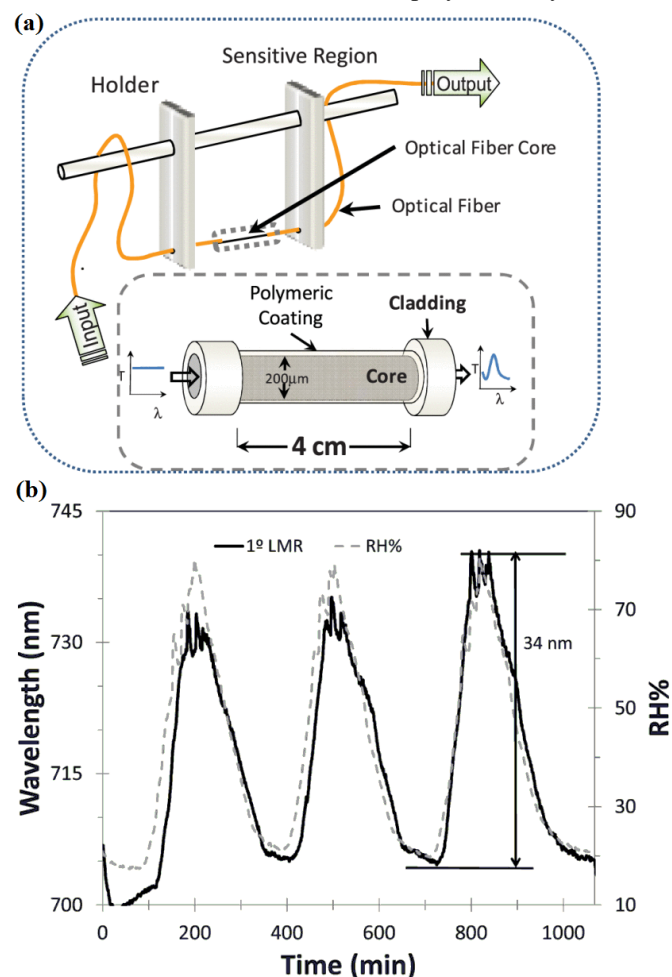 (a)
Sensitive Region
Holder
Output
Optical Fiber Core
Optical Fiber
Input
Polymeric
Coating
Cladding
T
λ
200μm
Core
T
λ
4 cm
(b)
745
90
1º LMR
RH%
730
70
34 nm
Wavelength (nm)
50
RH%
715
30
700
10
0
200
400
600
800
1000
Time (min)